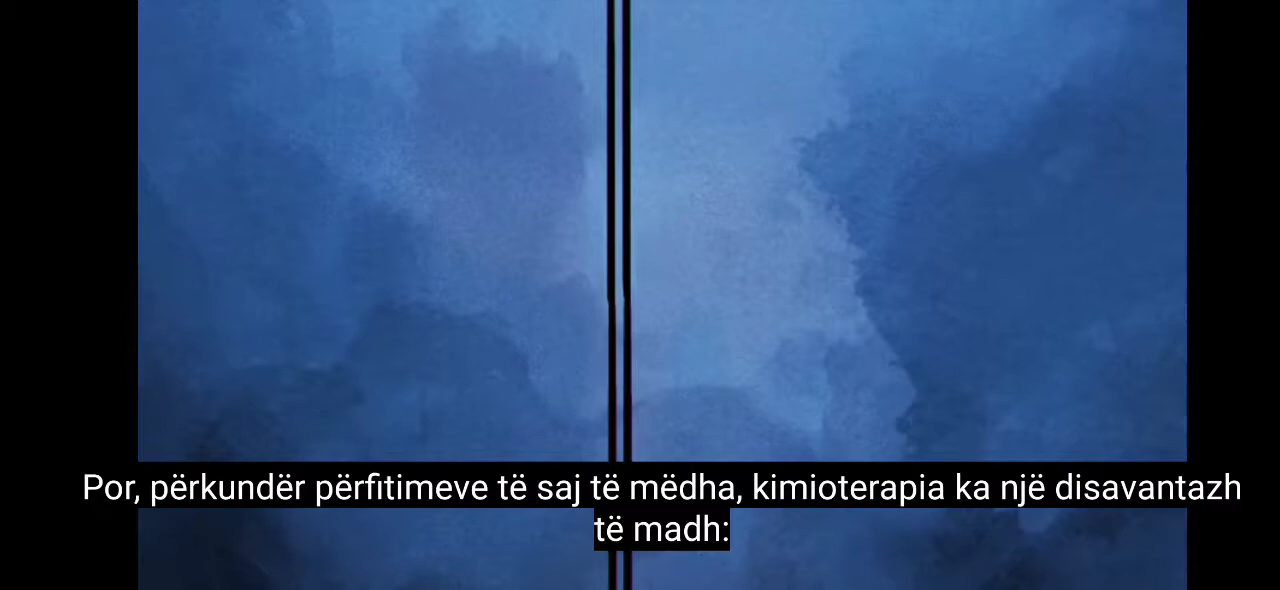 Por, përkundër përfitimeve të saj të mëdha, kimioterapia ka një disavantazh
të madh: